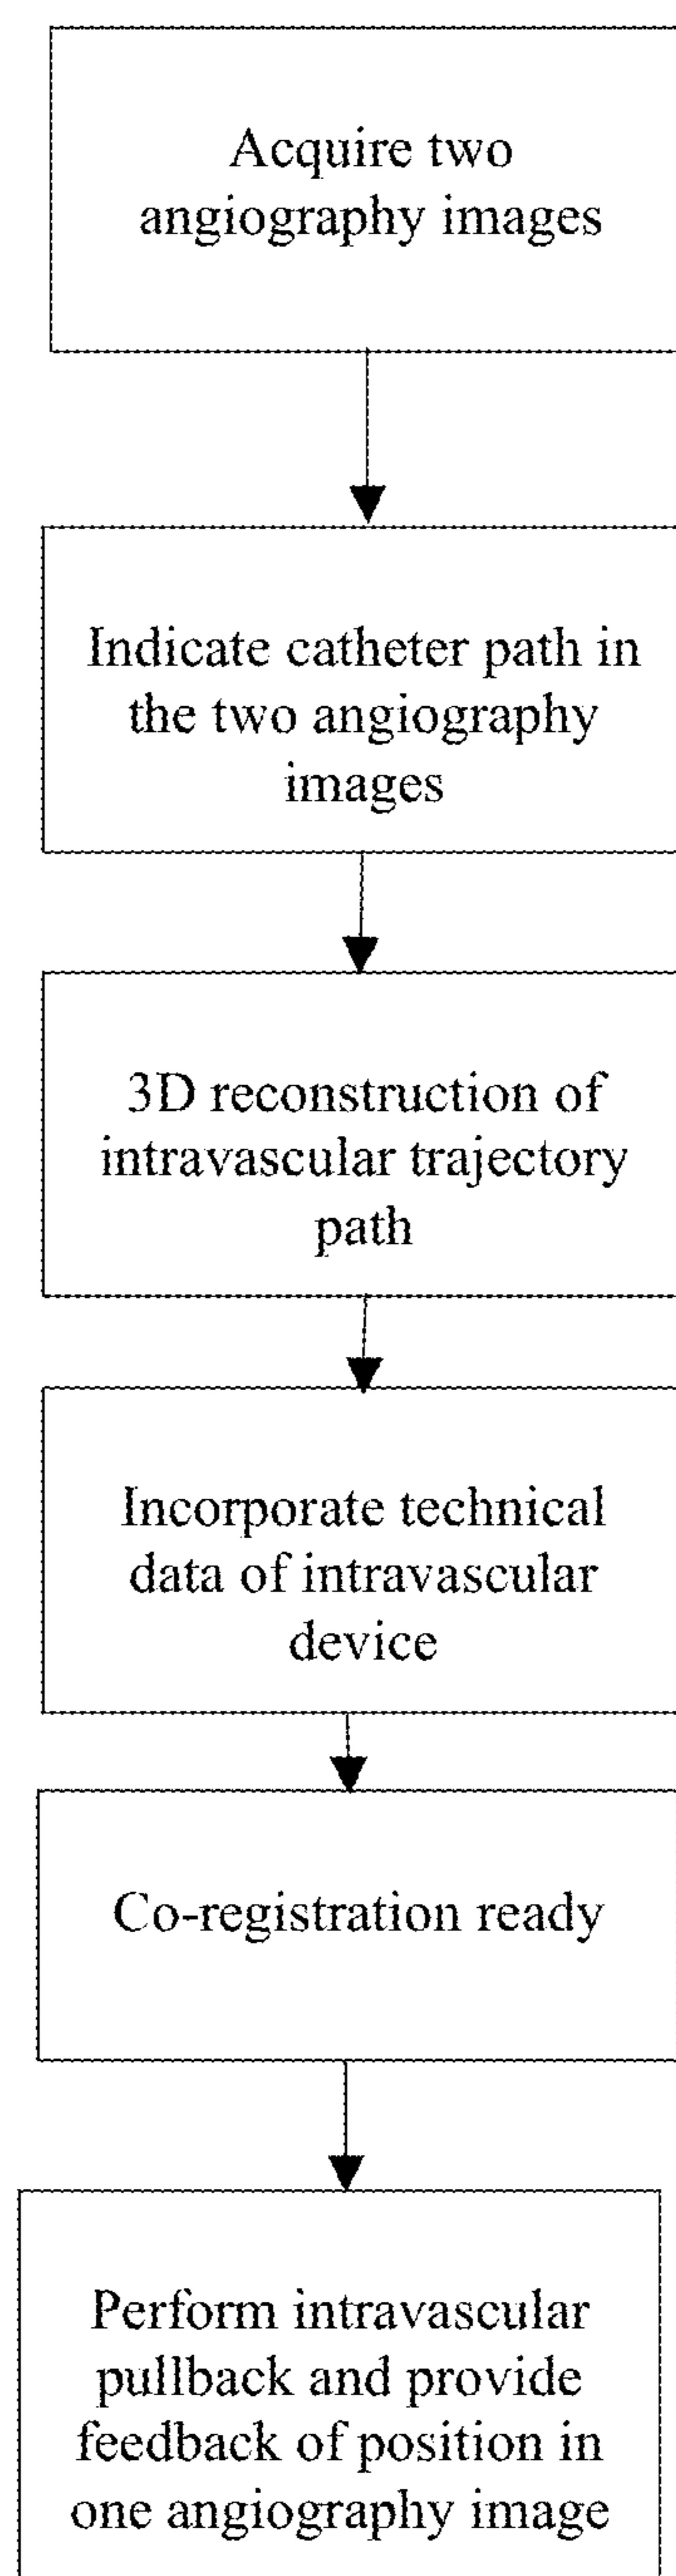 Acquire two
angiography images
Indicate catheter path in
the two angiography
images
3D reconstruction of
intravascular trajectory
path
Incorporate technical
data of intravascular
device
Co-registration ready
Perform intravascular
pullback and provide
feedback of position in
one angiography image